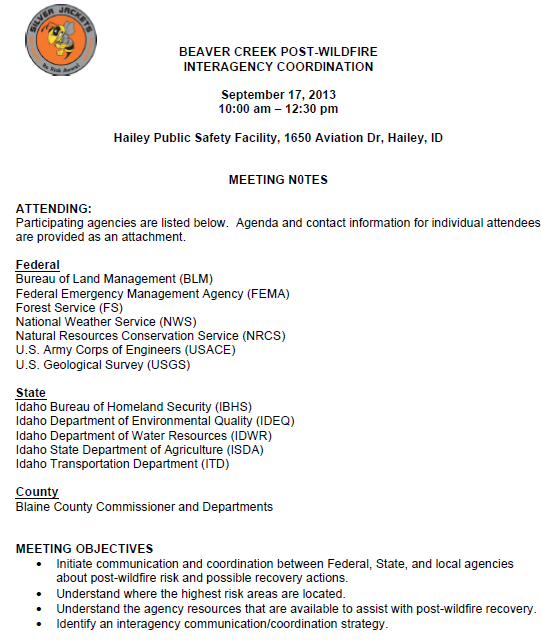 SILVER JACKETS
Be Risk Aware!
BEAVER CREEK POST-WILDFIRE
INTERAGENCY COORDINATION
September 17, 2013
10:00 am – 12:30 pm
Hailey Public Safety Facility, 1650 Aviation Dr, Hailey, ID
MEETING N0TES
ATTENDING:
Participating agencies are listed below.  Agenda and contact information for individual attendees
are provided as an attachment.
Federal
Bureau of Land Management (BLM)
Federal Emergency Management Agency (FEMA)
Forest Service (FS)
National Weather Service (NWS)
Natural Resources Conservation Service (NRCS)
U.S. Army Corps of Engineers (USACE)
U.S. Geological Survey (USGS)
State
Idaho Bureau of Homeland Security (IBHS)
Idaho Department of Environmental Quality (IDEQ)
Idaho Department of Water Resources (IDWR)
Idaho State Department of Agriculture (ISDA)
Idaho Transportation Department (ITD)
County
Blaine County Commissioner and Departments
MEETING OBJECTIVES
• Initiate communication and coordination between Federal, State, and local agencies
about post-wildfire risk and possible recovery actions.
• Understand where the highest risk areas are located.
• Understand the agency resources that are available to assist with post-wildfire recovery.
• Identify an interagency communication/coordination strategy.